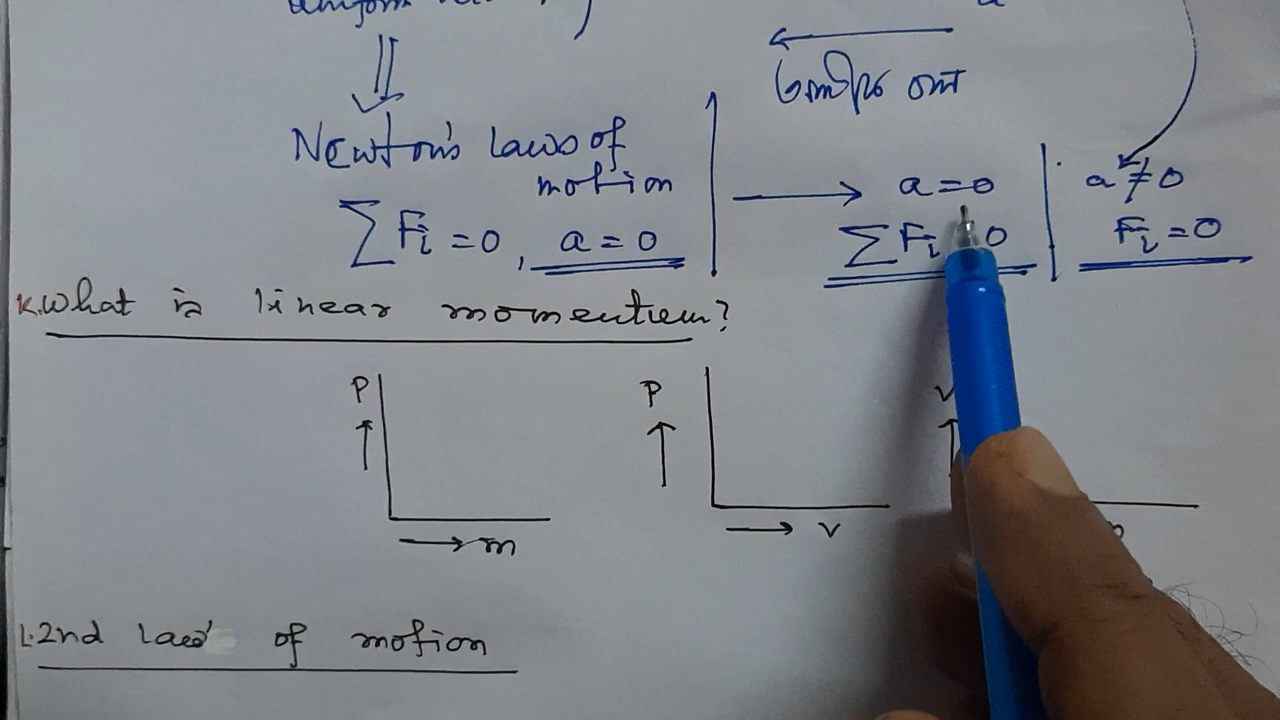 uniform
Newton's laws of
motion
∑Fᵢ = 0, a = 0
a = 0
∑Fᵢ = 0
a ≠ 0
Fᵢ = 0
K. What is linear momentum?
P
m
P
v
v
1. 2nd law of motion